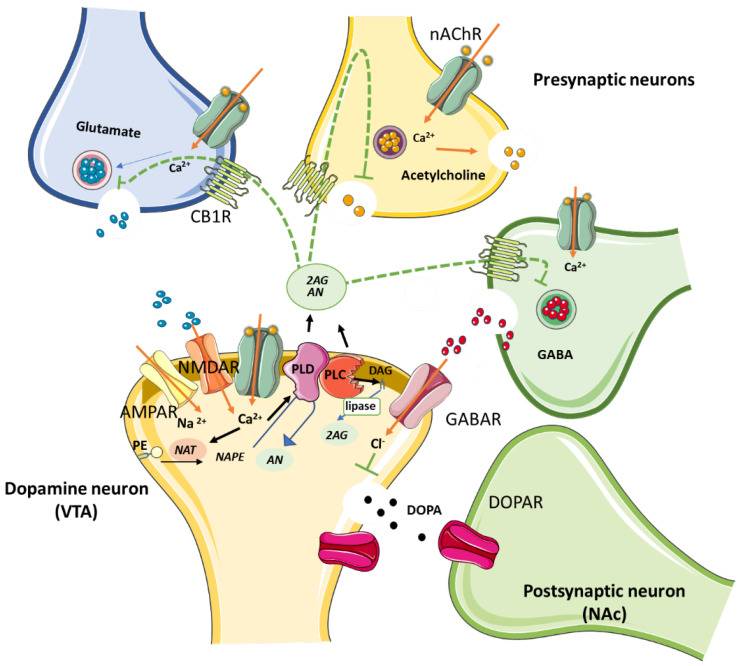 nAChR
Presynaptic neurons
Glutamate
Ca²⁺
Ca²⁺
Acetylcholine
CB1R
Ca²⁺
2AG
AN
GABA
NMDAR
PLD
PLC
DAG
AMPAR
Na ²⁺
Ca²⁺
lipase
GABAR
2AG
Cl⁻
PE
NAT
NAPE
AN
Dopamine neuron
(VTA)
DOPA
DOPAR
Postsynaptic neuron
(NAc)